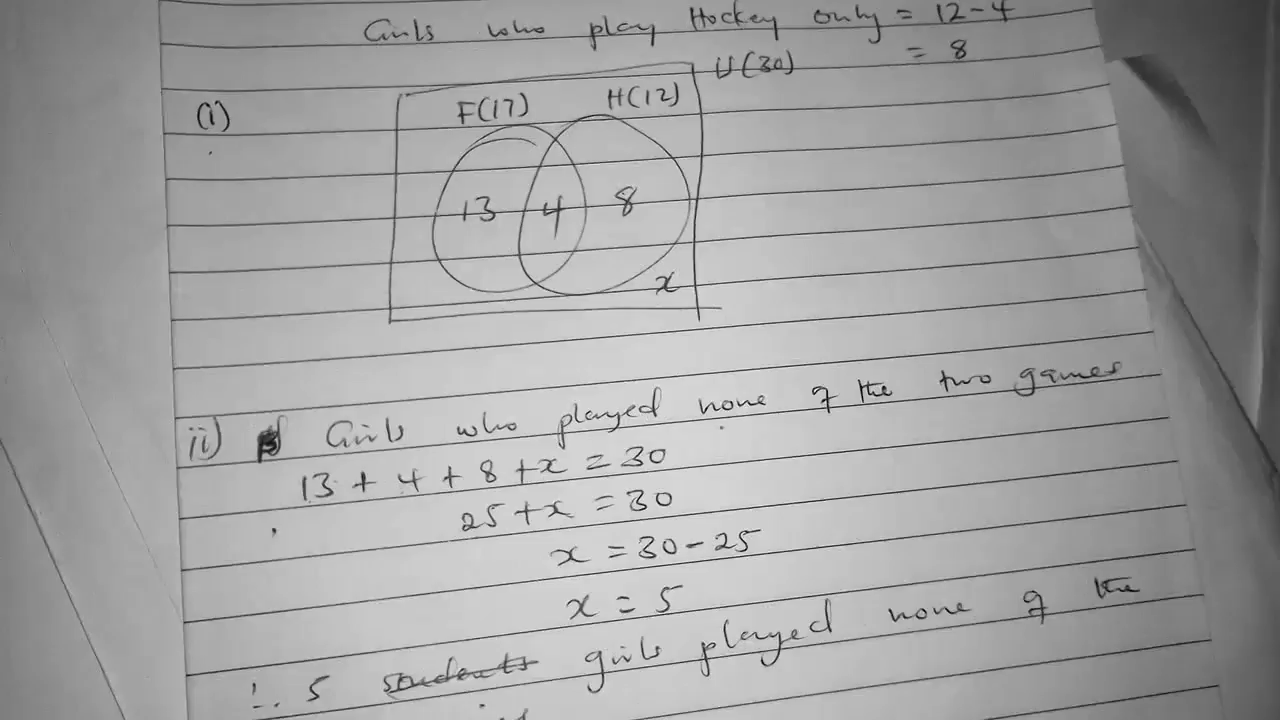 Girls who play Hockey only = 12-4
= 8
U(30)
(i)
F(17) H(12)
13 4 8
x
ii) Girls who played none of the two games
13 + 4 + 8 + x = 30
25 + x = 30
x = 30 - 25
x = 5
∴ 5 students girls played none of the